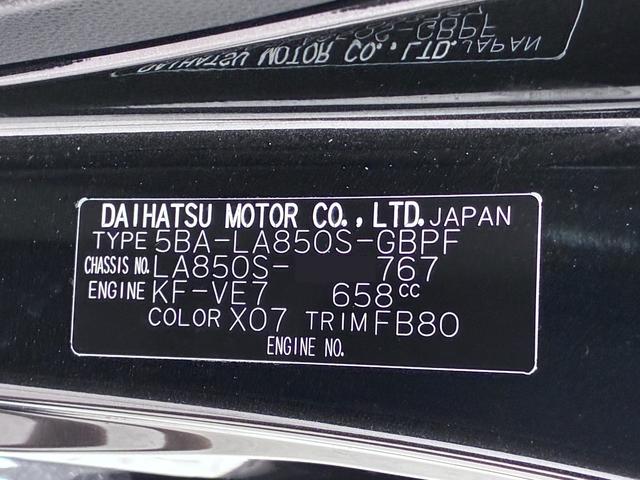 DAIHATSU MOTOR CO., LTD. JAPAN
TYPE 5BA-LA850S-GBPF
CHASSIS NO. LA850S- 767
ENGINE KF-VE7 658cc
COLOR X07 TRIM FB80
ENGINE NO.